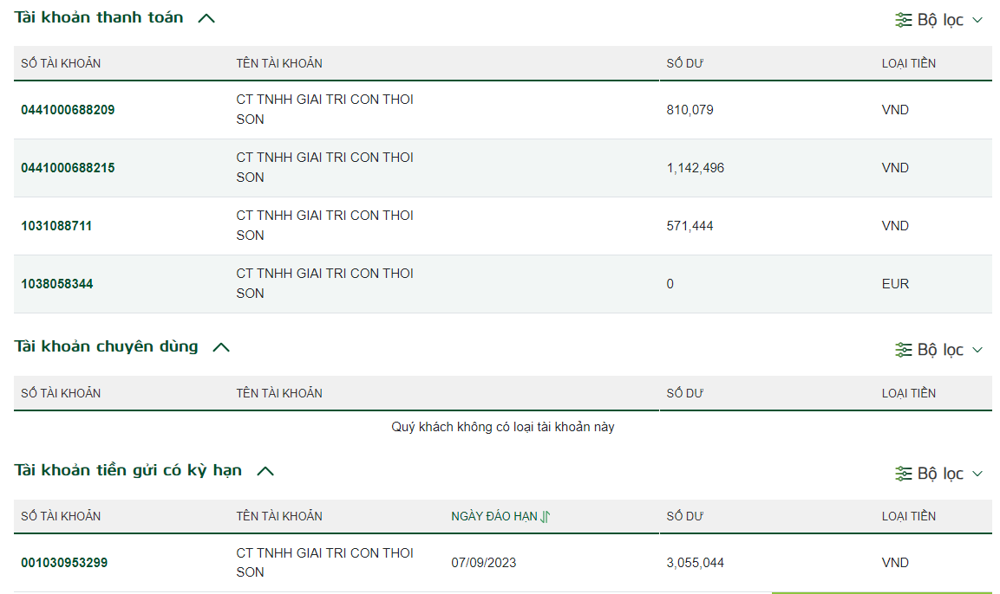 Tài khoản thanh toán
Bộ lọc
SỐ TÀI KHOẢN TÊN TÀI KHOẢN SỐ DƯ LOẠI TIỀN
0441000688209 CT TNHH GIAI TRI CON THOI SON 810,079 VND
0441000688215 CT TNHH GIAI TRI CON THOI SON 1,142,496 VND
1031088711 CT TNHH GIAI TRI CON THOI SON 571,444 VND
1038058344 CT TNHH GIAI TRI CON THOI SON 0 EUR
Tài khoản chuyên dùng
Bộ lọc
SỐ TÀI KHOẢN TÊN TÀI KHOẢN SỐ DƯ LOẠI TIỀN
Quý khách không có loại tài khoản này
Tài khoản tiền gửi có kỳ hạn
Bộ lọc
SỐ TÀI KHOẢN TÊN TÀI KHOẢN NGÀY ĐÁO HẠN SỐ DƯ LOẠI TIỀN
001030953299 CT TNHH GIAI TRI CON THOI SON 07/09/2023 3,055,044 VND